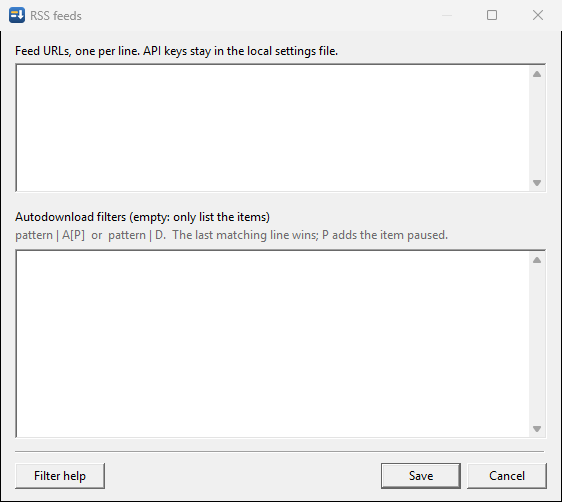 RSS feeds
Feed URLs, one per line. API keys stay in the local settings file.
Autodownload filters (empty: only list the items)
pattern | A[P]  or  pattern | D.  The last matching line wins; P adds the item paused.
Filter help
Save
Cancel